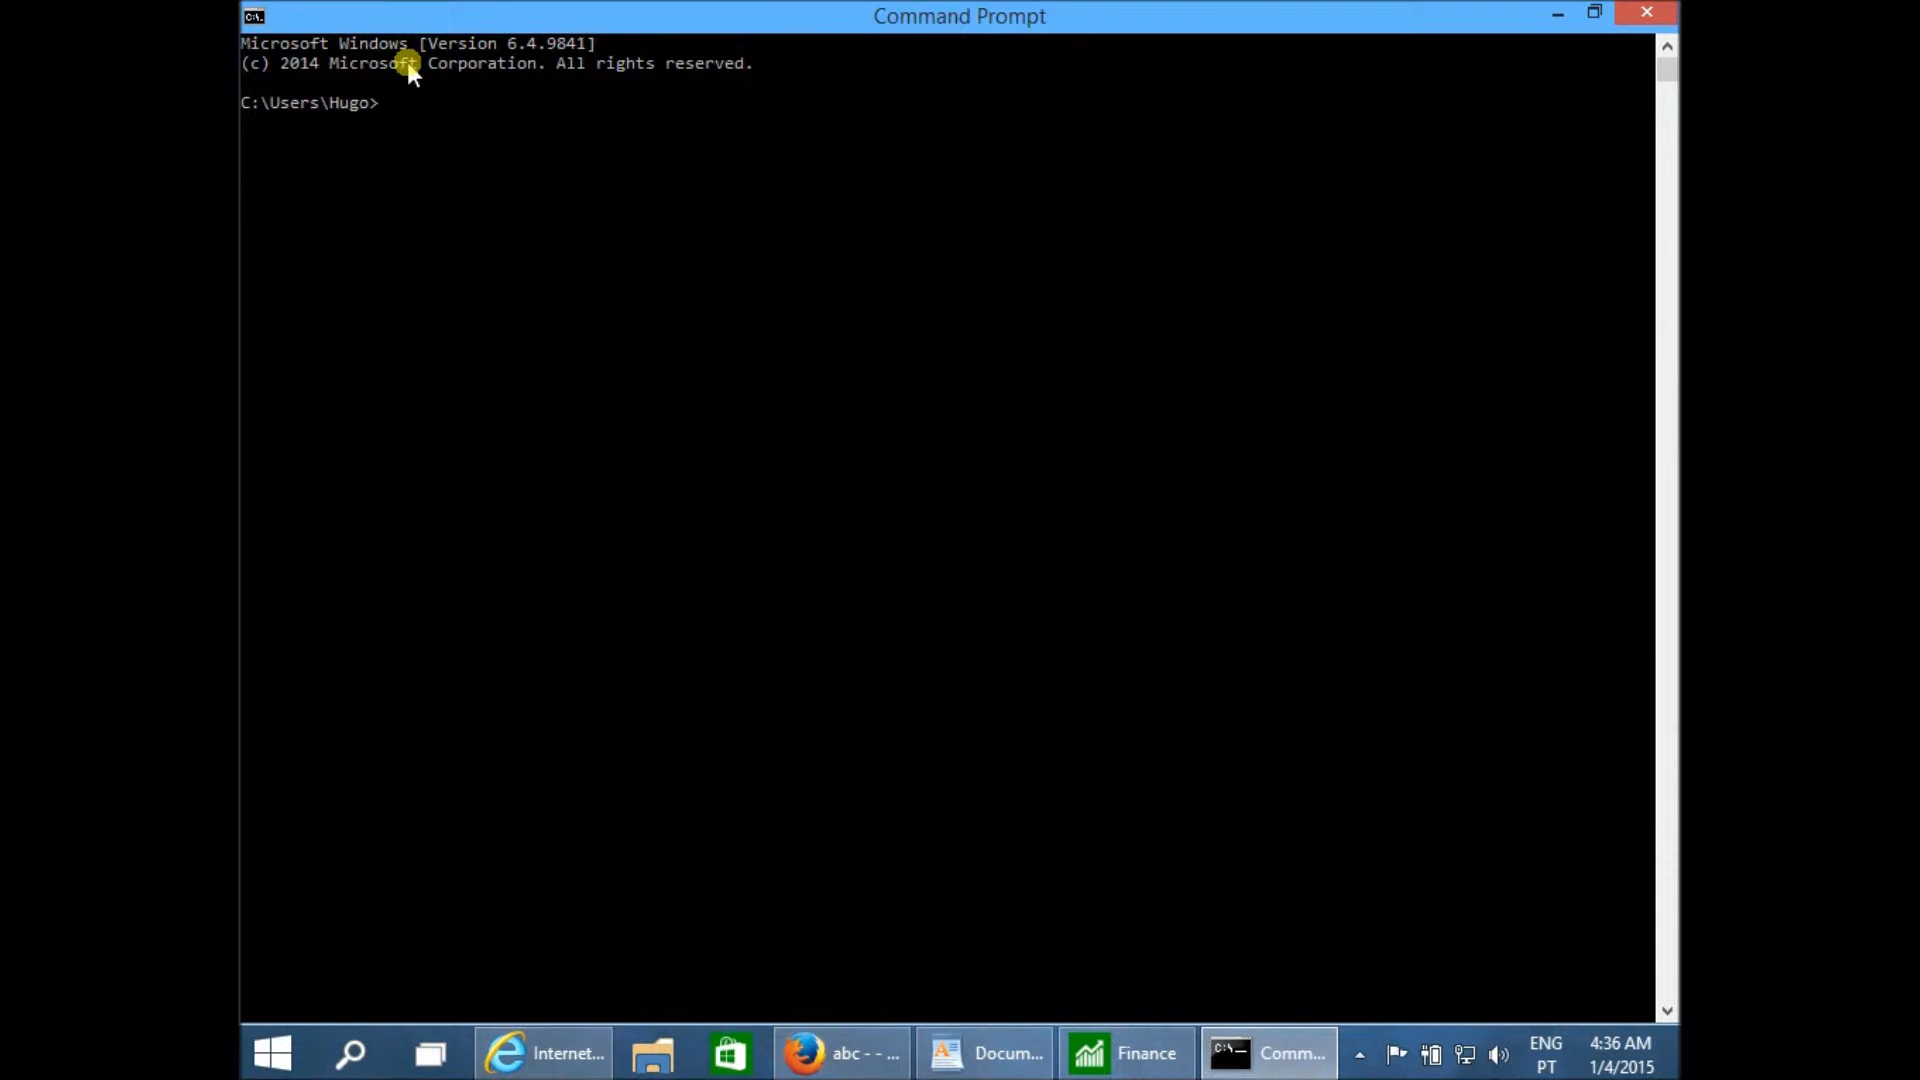 Command Prompt
Microsoft Windows [Version 6.4.9841]
(c) 2014 Microsoft Corporation. All rights reserved.
C:\Users\Hugo>
Internet...
abc - - ...
Docum...
Finance
Comm...
ENG
PT
4:36 AM
1/4/2015